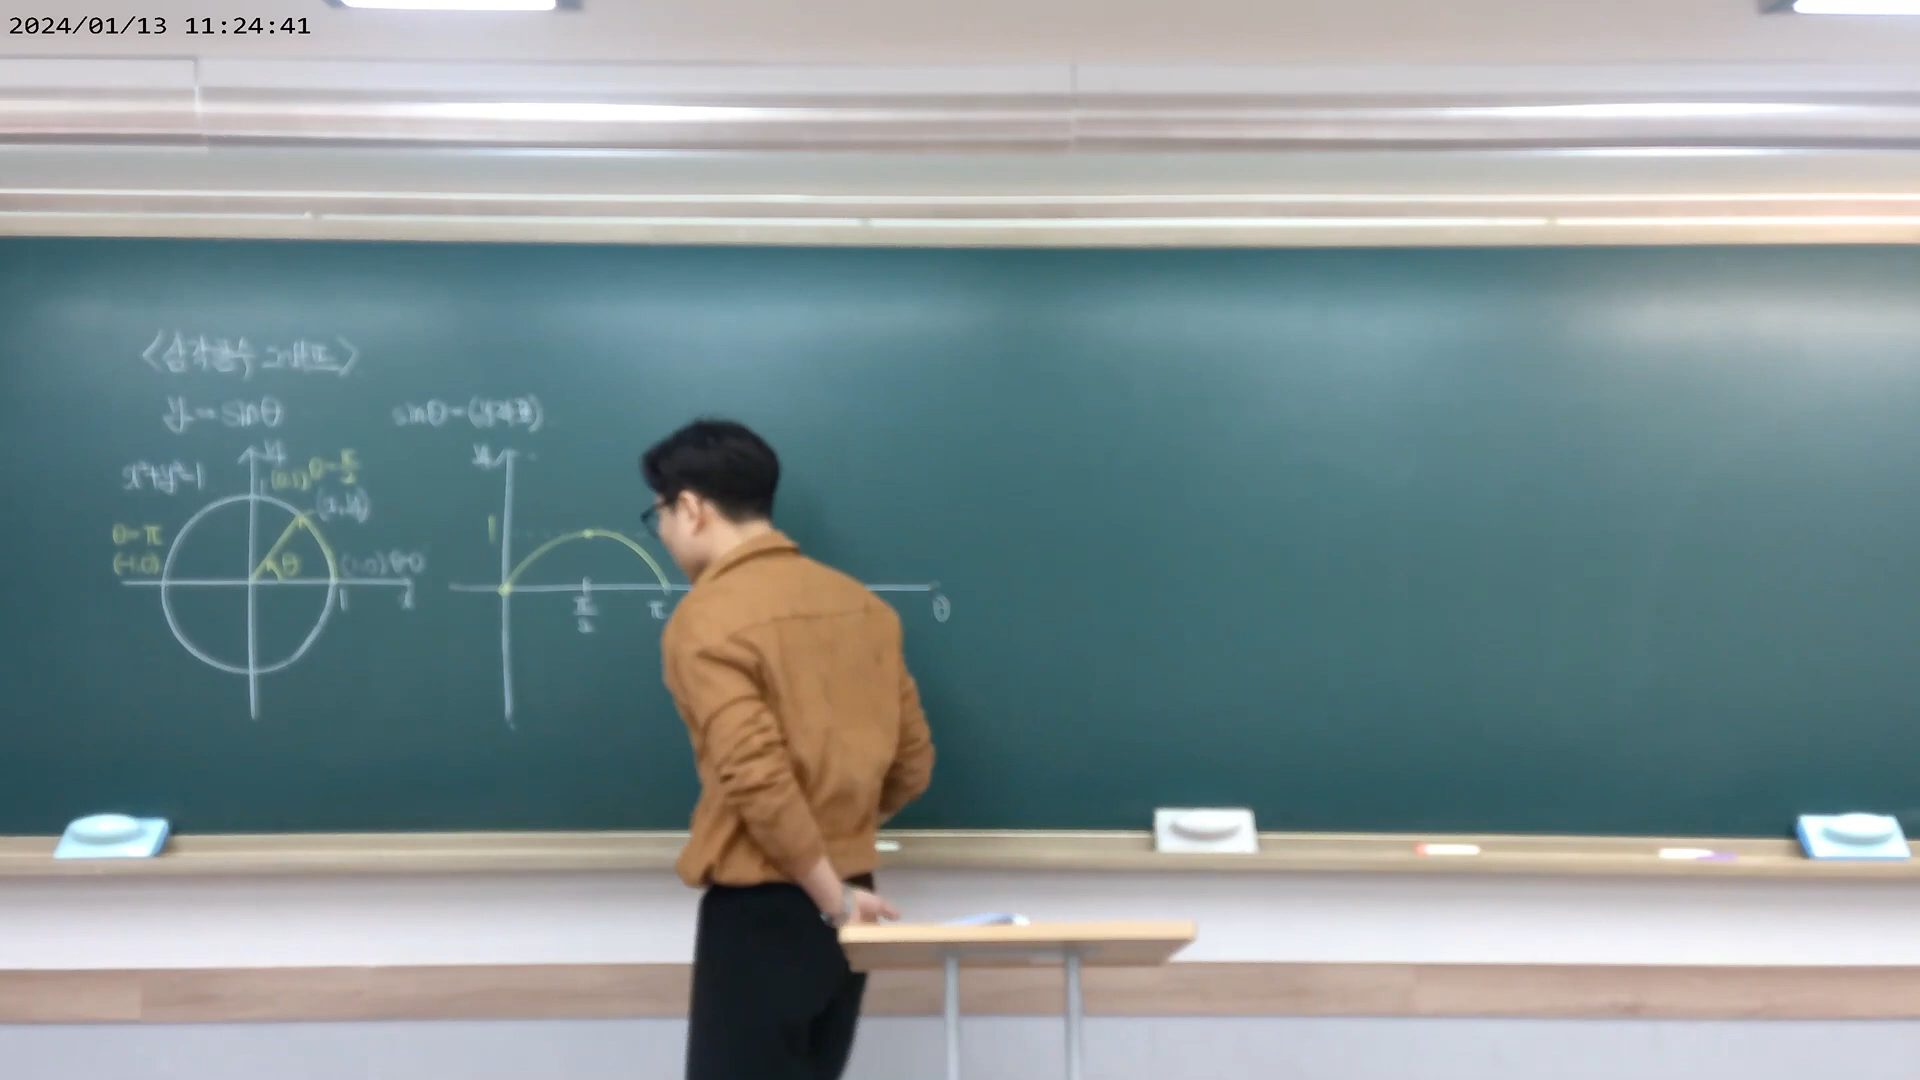 2024/01/13 11:24:41
<삼각함수 그래프>
y = sinθ
sinθ = (y좌표)
x²+y²=1
y
1
(0,1) θ=π/2
(x,y)
θ=π
(-1,0)
θ
(1,0) θ=0
1
x
y
1
π/2
π
θ